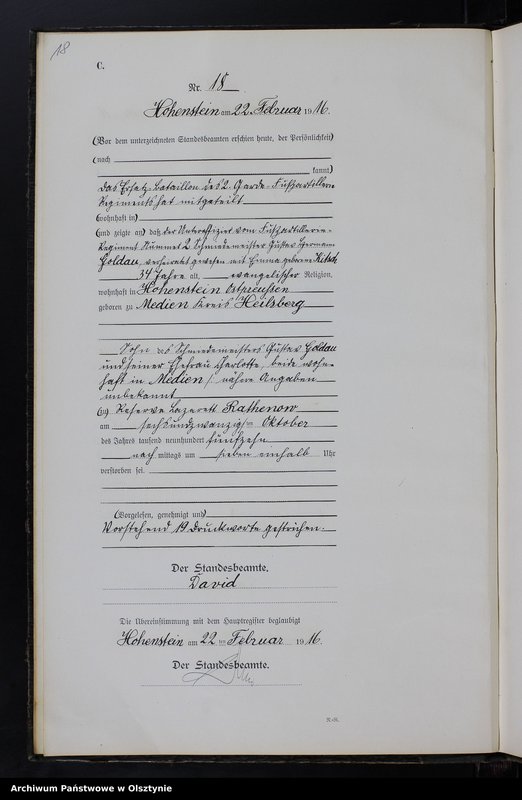 18
C.
Nr. 18
Hohenstein am 22. Februar 1916.
(Vor dem unterzeichneten Standesbeamten erschien heute, der Persönlichkeit)
(nach
kannt)
Das Ersatz-Bataillon des 2. Garde-Fußartillerie
Regiments hat mitgeteilt
(wohnhaft in)
(und zeigte an) daß der Unteroffizier vom Fußartillerie-
Regiment Nummer 2 Schmiedemeister Gustav Hermann
Goldau, verheiratet gewesen mit Emma geborene
34 Jahre alt, evangelischer Religion,
wohnhaft in Hohenstein Ostpreußen
geboren zu Medien Kreis Heilsberg
Sohn des Schmiedemeisters Gustav Goldau
und seiner Ehefrau Charlotte, beide wohn-
haft in Medien / nähere Angaben
unbekannt
(zu) Reserve Lazarett Rathenow
am sechsundzwanzigsten Oktober
des Jahres tausend neunhundert fünfzehn
nachmittags um sieben einhalb Uhr
verstorben sei.
(Vorgelesen, genehmigt und)
Vorstehend 19 Druckworte gestrichen.
Der Standesbeamte.
David
Die Übereinstimmung mit dem Hauptregister beglaubigt
Hohenstein am 22 ten Februar 1916.
Der Standesbeamte.
Archiwum Państwowe w Olsztynie